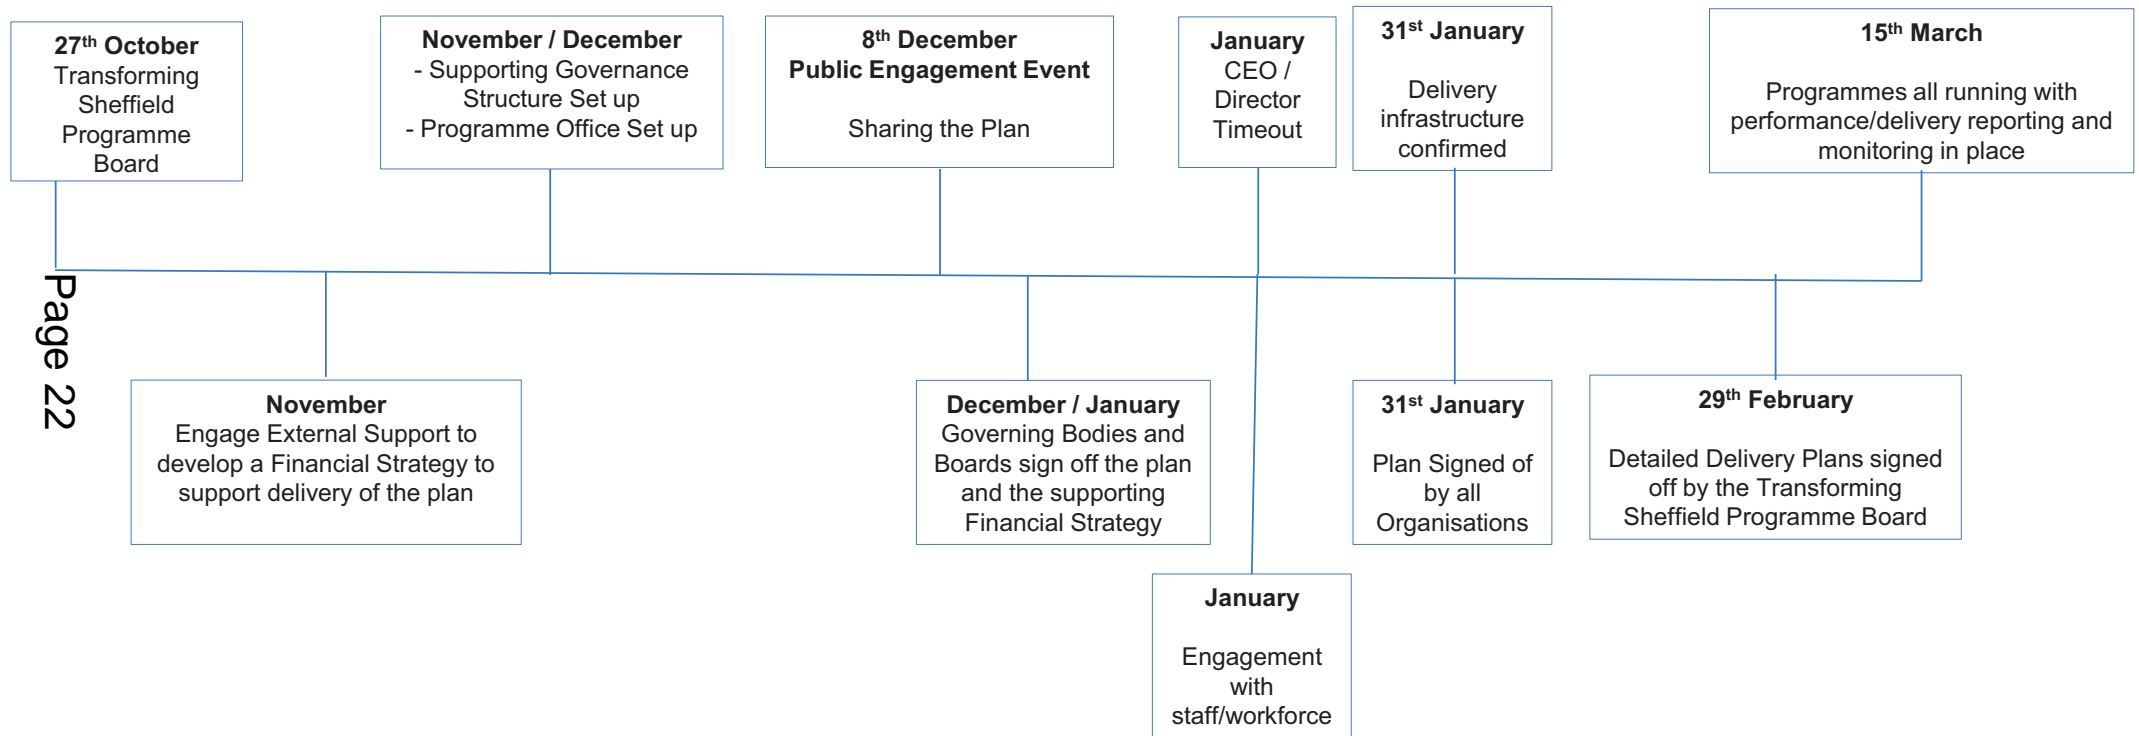 27th October
Transforming
Sheffield
Programme
Board
November / December
- Supporting Governance
Structure Set up
- Programme Office Set up
8th December
Public Engagement Event
Sharing the Plan
January
CEO /
Director
Timeout
31st January
Delivery
infrastructure
confirmed
15th March
Programmes all running with
performance/delivery reporting and
monitoring in place
Page 22
November
Engage External Support to
develop a Financial Strategy to
support delivery of the plan
December / January
Governing Bodies and
Boards sign off the plan
and the supporting
Financial Strategy
31st January
Plan Signed of
by all
Organisations
29th February
Detailed Delivery Plans signed
off by the Transforming
Sheffield Programme Board
January
Engagement
with
staff/workforce